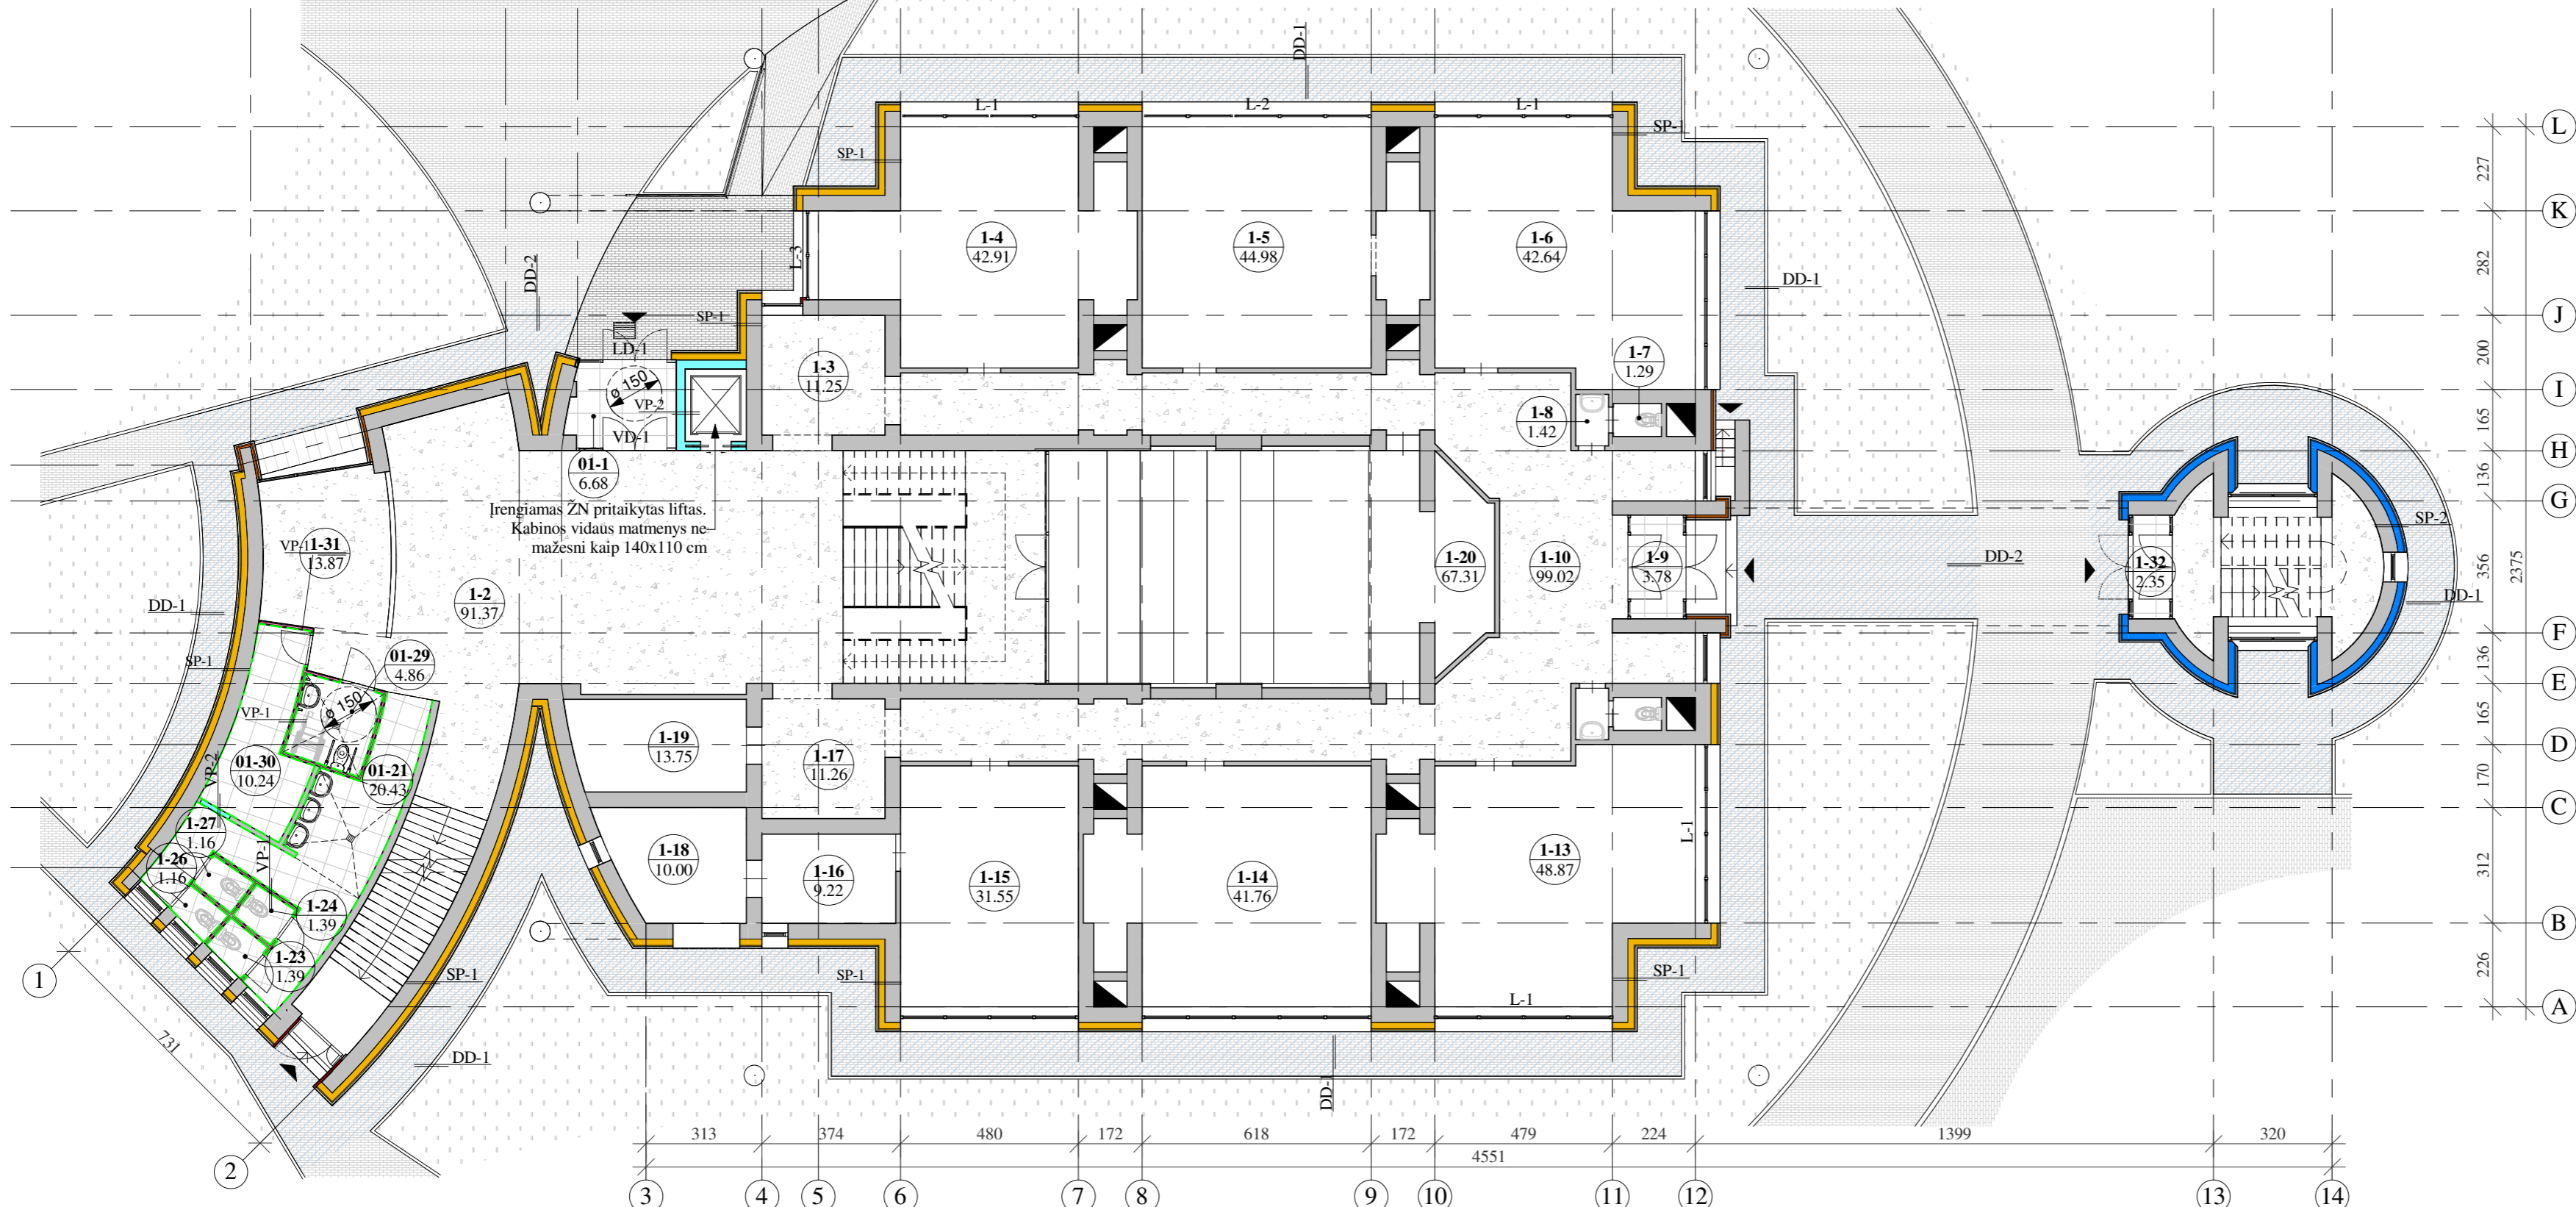 DD-1
L-1
L-2
L-1
L
SP-1
SP-1
227
K
1-4
42.91
1-5
44.98
1-6
42.64
L-3
DD-2
282
DD-1
SP-1
J
LD-1
1-3
11.25
1-7
1.29
200
ø 150
I
VP-2
1-8
1.42
165
VD-1
H
01-1
6.68
136
G
Įrengiamas ŽN pritaikytas liftas.
Kabinos vidaus matmenys ne
mažesni kaip 140x110 cm
SP-2
VP-1
1-31
13.87
1-20
67.31
1-10
99.02
1-9
3.78
DD-2
1-32
2.35
356
2375
1-2
91.37
DD-1
DD-1
F
01-29
4.86
SP-1
136
E
ø 150
VP-1
165
1-19
13.75
1-17
11.26
D
01-30
10.24
01-21
20.43
VP-2
170
C
1-27
1.16
L-1
1-26
1.16
VP-1
1-18
10.00
1-16
9.22
1-15
31.55
1-14
41.76
1-13
48.87
312
1-24
1.39
B
1-23
1.39
SP-1
SP-1
SP-1
226
1
L-1
A
731
DD-1
DD-1
313
374
480
172
618
172
479
224
1399
320
4551
2
3
4
5
6
7
8
9
10
11
12
13
14